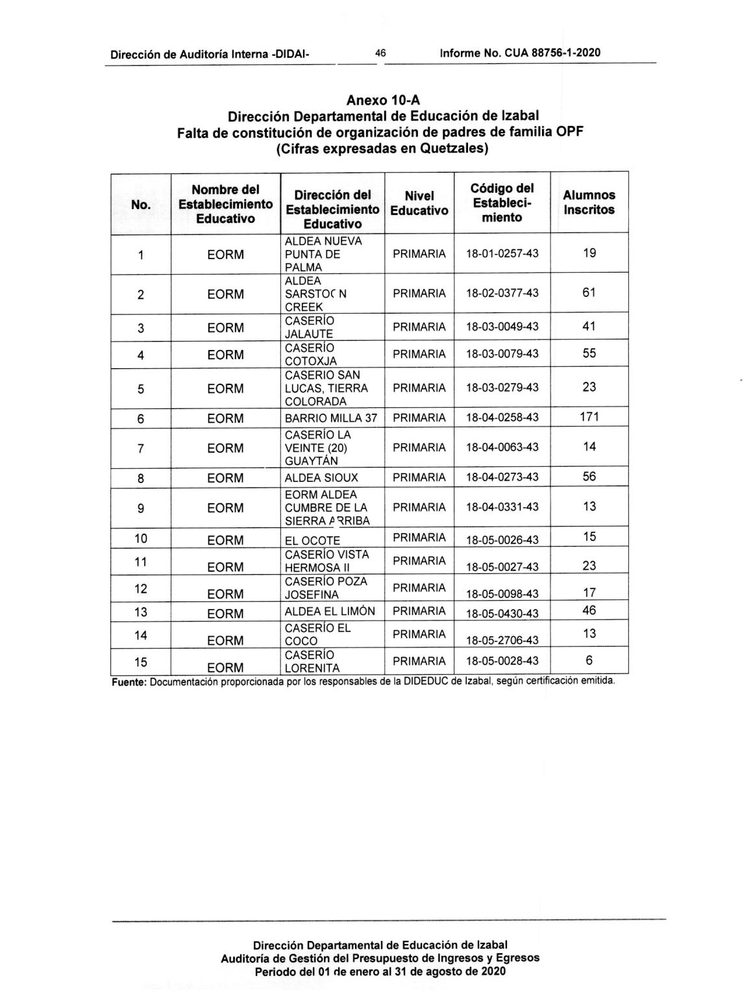 Dirección de Auditoría Interna -DIDAI- 46 Informe No. CUA 88756-1-2020
Anexo 10-A
Dirección Departamental de Educación de Izabal
Falta de constitución de organización de padres de familia OPF
(Cifras expresadas en Quetzales)
No.
Nombre del
Establecimiento
Educativo
Dirección del
Establecimiento
Educativo
Nivel
Educativo
Código del
Estableci-
miento
Alumnos
Inscritos
1 EORM
ALDEA NUEVA
PUNTA DE
PALMA
PRIMARIA 18-01-0257-43 19
2 EORM
ALDEA
CREEK
PRIMARIA 18-02-0377-43 61
3 EORM
CASERÍO
JALAUTE
PRIMARIA 18-03-0049-43 41
4 EORM
CASERÍO
COTOXJA
PRIMARIA 18-03-0079-43 55
5 EORM
CASERIO SAN
LUCAS, TIERRA
COLORADA
PRIMARIA 18-03-0279-43 23
6 EORM BARRIO MILLA 37 PRIMARIA 18-04-0258-43 171
7 EORM
CASERÍO LA
VEINTE (20)
GUAYTÁN
PRIMARIA 18-04-0063-43 14
8 EORM ALDEA SIOUX PRIMARIA 18-04-0273-43 56
9 EORM
EORM ALDEA
CUMBRE DE LA
SIERRA ARRIBA
PRIMARIA 18-04-0331-43 13
10 EORM EL OCOTE PRIMARIA 18-05-0026-43 15
11 EORM
CASERÍO VISTA
HERMOSA II
PRIMARIA 18-05-0027-43 23
12 EORM
CASERÍO POZA
JOSEFINA
PRIMARIA 18-05-0098-43 17
13 EORM ALDEA EL LIMÓN PRIMARIA 18-05-0430-43 46
14 EORM
CASERÍO EL
COCO
PRIMARIA 18-05-2706-43 13
15 EORM
CASERÍO
LORENITA
PRIMARIA 18-05-0028-43 6
Fuente: Documentación proporcionada por los responsables de la DIDEDUC de Izabal, según certificación emitida.
Dirección Departamental de Educación de Izabal
Auditoría de Gestión del Presupuesto de Ingresos y Egresos
Periodo del 01 de enero al 31 de agosto de 2020